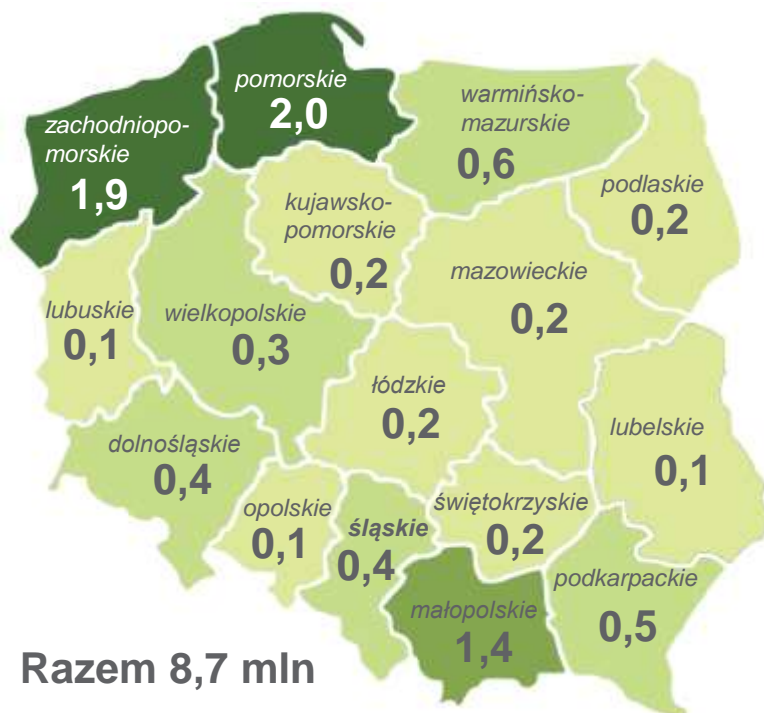 pomorskie
2,0
zachodniopo-
morskie
1,9
warmińsko-
mazurskie
0,6
podlaskie
0,2
kujawsko-
pomorskie
0,2
mazowieckie
0,2
lubuskie
0,1
wielkopolskie
0,3
łódzkie
0,2
lubelskie
0,1
dolnośląskie
0,4
opolskie
0,1
śląskie
0,4
świętokrzyskie
0,2
podkarpackie
0,5
małopolskie
1,4
Razem 8,7 mln